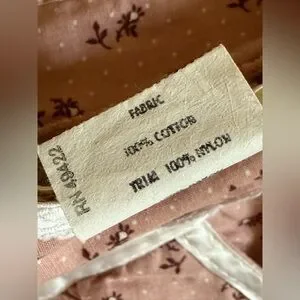 FABRIC
100% COTTON
TRIM 100% NYLON
RN 49422